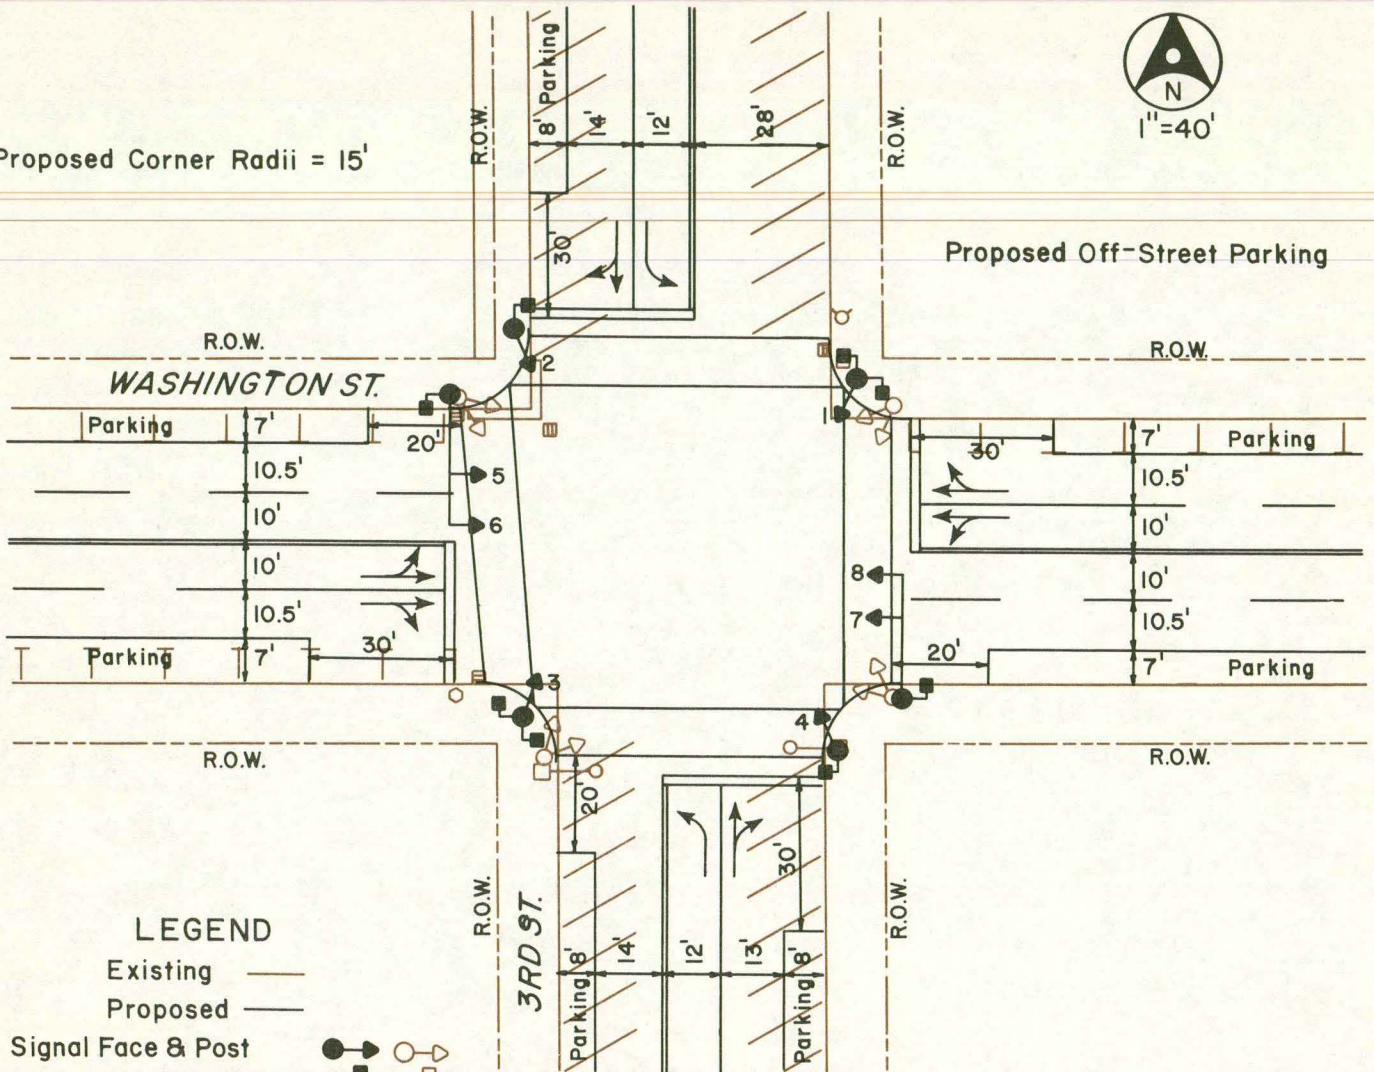 Parking
8'
14'
12'
28'
R.O.W.
R.O.W.
N
1"=40'
Proposed Corner Radii = 15'
30'
Proposed Off-Street Parking
R.O.W.
R.O.W.
WASHINGTON ST.
2
1
Parking
7'
20'
30'
7'
Parking
10.5'
5
10.5'
10'
6
10'
10'
8
10'
10.5'
7
10.5'
Parking
7'
30'
20'
7'
Parking
3
4
R.O.W.
R.O.W.
20'
30'
R.O.W.
3RD ST.
R.O.W.
LEGEND
Existing
Proposed
Signal Face & Post
Parking 8'
14'
12'
13'
Parking 8'